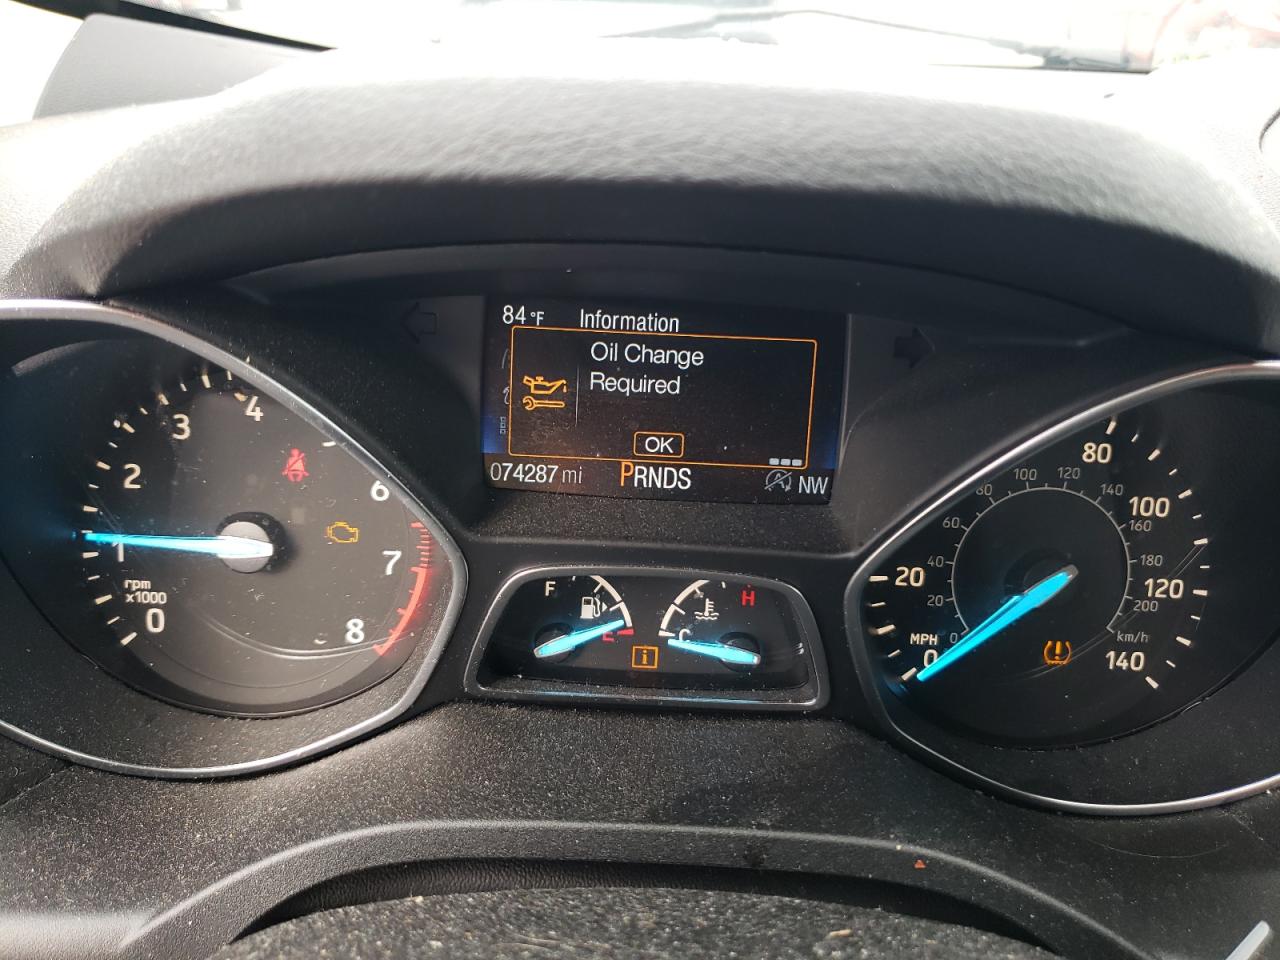 84°F Information
Oil Change
Required
OK
074287 mi PRNDS NW
0
1
2
3
4
6
7
8
rpm
x1000
F
E
i
H
C
0
20
80
100
120
140
MPH
0
20
40
60
80
100
120
140
160
180
200
km/h